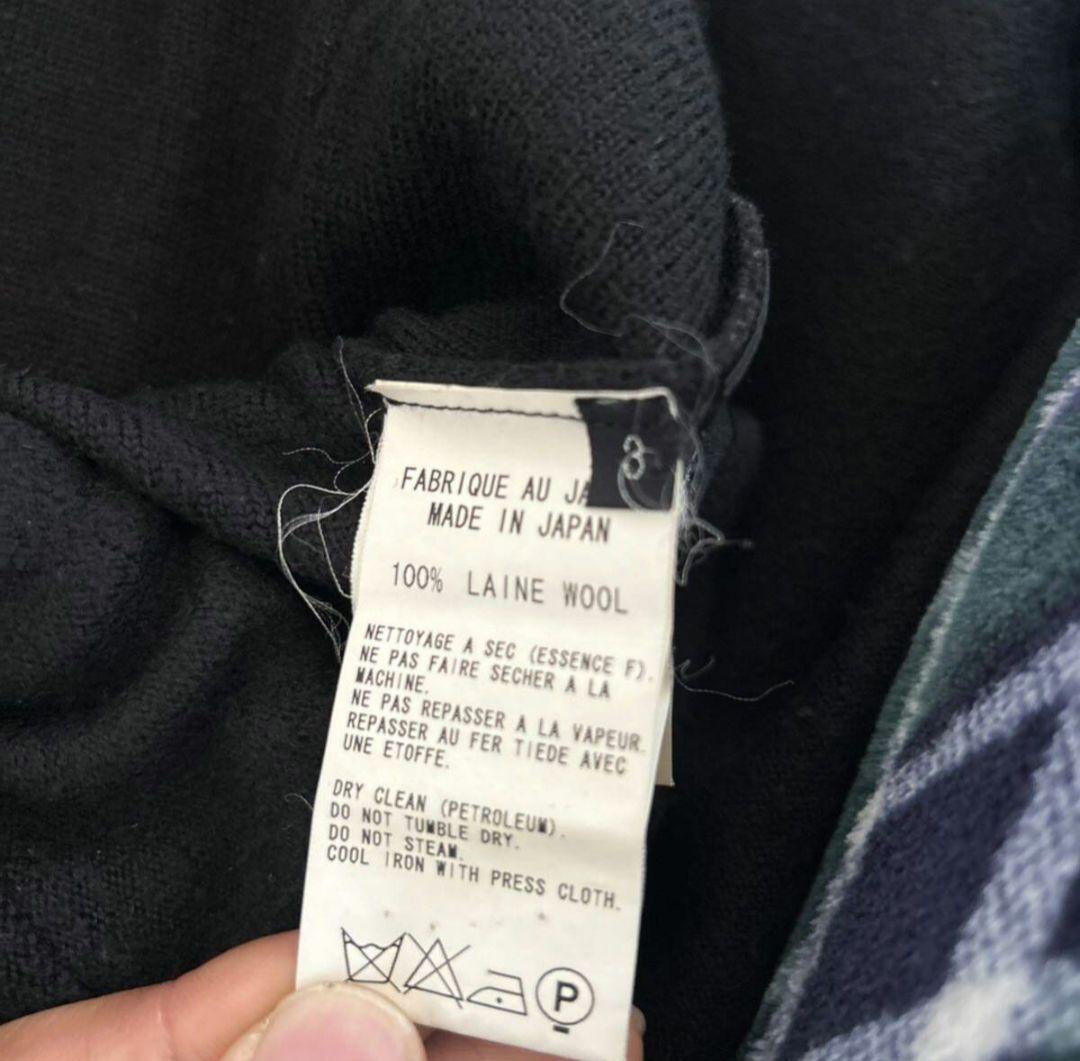 3
FABRIQUE AU JA
MADE IN JAPAN
100% LAINE WOOL
NETTOYAGE A SEC (ESSENCE F).
NE PAS FAIRE SECHER A LA
MACHINE.
NE PAS REPASSER A LA VAPEUR.
REPASSER AU FER TIEDE AVEC
UNE ETOFFE.
DRY CLEAN (PETROLEUM).
DO NOT TUMBLE DRY.
DO NOT STEAM.
COOL IRON WITH PRESS CLOTH.
P